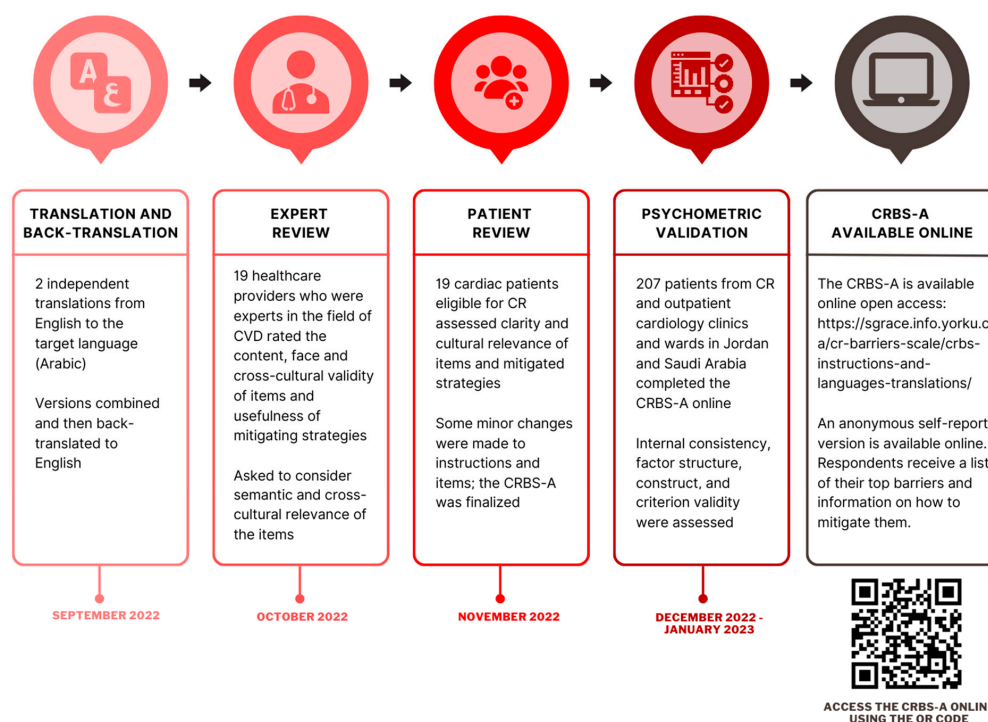 A
ع
TRANSLATION AND
BACK-TRANSLATION
2 independent
translations from
English to the
target language
(Arabic)
Versions combined
and then back-
translated to
English
SEPTEMBER 2022
EXPERT
REVIEW
19 healthcare
providers who were
experts in the field of
CVD rated the
content, face and
cross-cultural validity
of items and
usefulness of
mitigating strategies
Asked to consider
semantic and cross-
cultural relevance of
the items
OCTOBER 2022
PATIENT
REVIEW
19 cardiac patients
eligible for CR
assessed clarity and
cultural relevance of
items and mitigated
strategies
Some minor changes
were made to
instructions and
items; the CRBS-A
was finalized
NOVEMBER 2022
PSYCHOMETRIC
VALIDATION
207 patients from CR
and outpatient
cardiology clinics
and wards in Jordan
and Saudi Arabia
completed the
CRBS-A online
Internal consistency,
factor structure,
construct, and
criterion validity
were assessed
DECEMBER 2022 -
JANUARY 2023
CRBS-A
AVAILABLE ONLINE
The CRBS-A is available
online open access:
https://sgrace.info.yorku.c
a/cr-barriers-scale/crbs-
instructions-and-
languages-translations/
An anonymous self-report
version is available online.
Respondents receive a list
of their top barriers and
information on how to
mitigate them.
ACCESS THE CRBS-A ONLIN
USING THE QR CODE